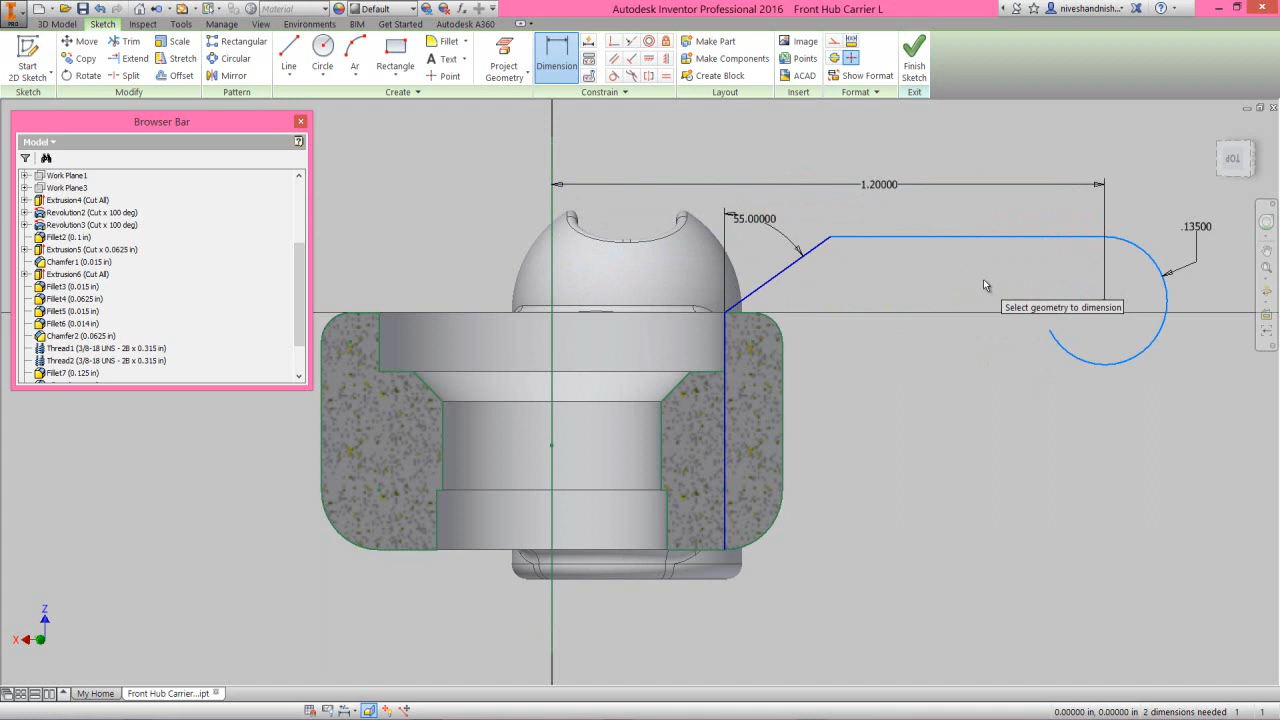 Material
Default
Autodesk Inventor Professional 2016 Front Hub Carrier L
niveshandnish...
PRO
3D Model
Sketch
Inspect
Tools
Manage
View
Environments
BIM
Get Started
Autodesk A360
Start
2D Sketch
Move
Trim
Scale
Copy
Extend
Stretch
Rotate
Split
Offset
Rectangular
Circular
Mirror
Line
Circle
Arc
Rectangle
Fillet
Text
Point
Project
Geometry
Dimension
Make Part
Make Components
Create Block
Image
Points
ACAD
Show Format
Finish
Sketch
Sketch
Modify
Pattern
Create
Constrain
Layout
Insert
Format
Exit
Browser Bar
Model
Work Plane1
Work Plane3
Extrusion4 (Cut All)
Revolution2 (Cut x 100 deg)
Revolution3 (Cut x 100 deg)
Fillet2 (0.1 in)
Extrusion5 (Cut x 0.0625 in)
Chamfer1 (0.015 in)
Extrusion6 (Cut All)
Fillet3 (0.015 in)
Fillet4 (0.0625 in)
Fillet5 (0.015 in)
Fillet6 (0.014 in)
Chamfer2 (0.0625 in)
Thread1 (3/8-18 UNS - 2B x 0.315 in)
Thread2 (3/8-18 UNS - 2B x 0.315 in)
Fillet7 (0.125 in)
TOP
1.20000
55.00000
.13500
Select geometry to dimension
Z
X
My Home
Front Hub Carrier...ipt
0.00000 in, 0.00000 in 2 dimensions needed 1 1